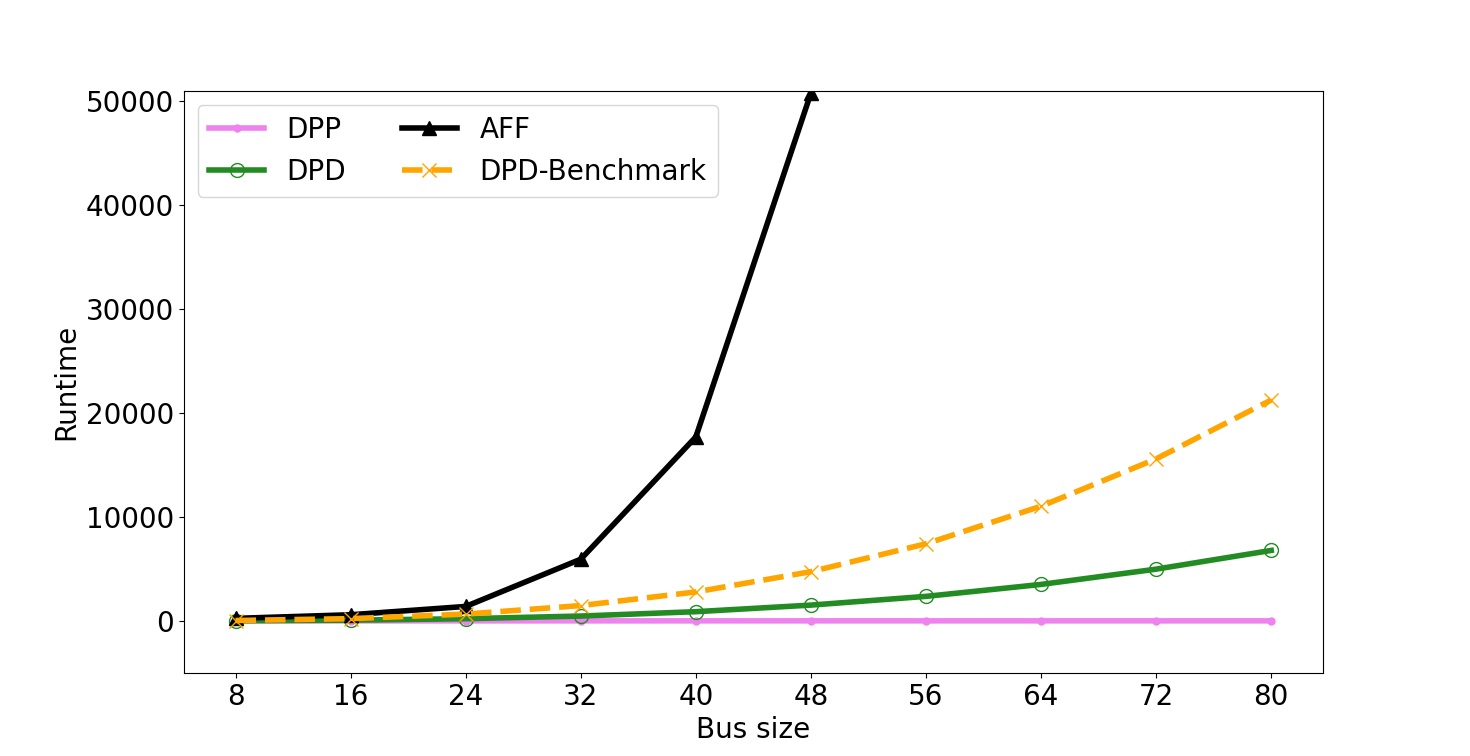 50000
40000
30000
20000
10000
0
Runtime
DPP
AFF
DPD
DPD-Benchmark
8 16 24 32 40 48 56 64 72 80
Bus size